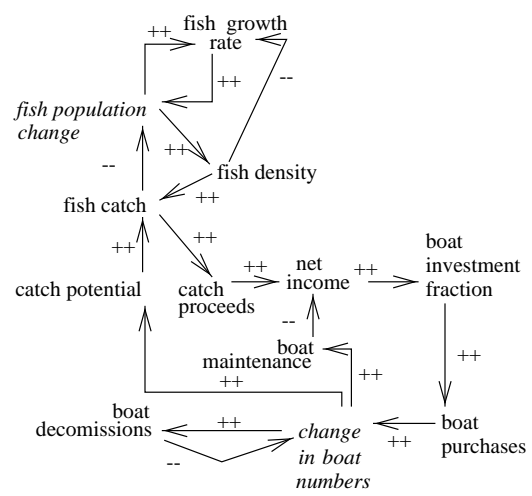 fish growth
rate
++
++
--
fish population
change
++
--
fish density
++
fish catch
++
++
boat
investment
fraction
++
net
income
++
catch potential
catch
proceeds
--
++
boat
maintenance
++
++
boat
decomissions
++
change
in boat
numbers
++
boat
purchases
--